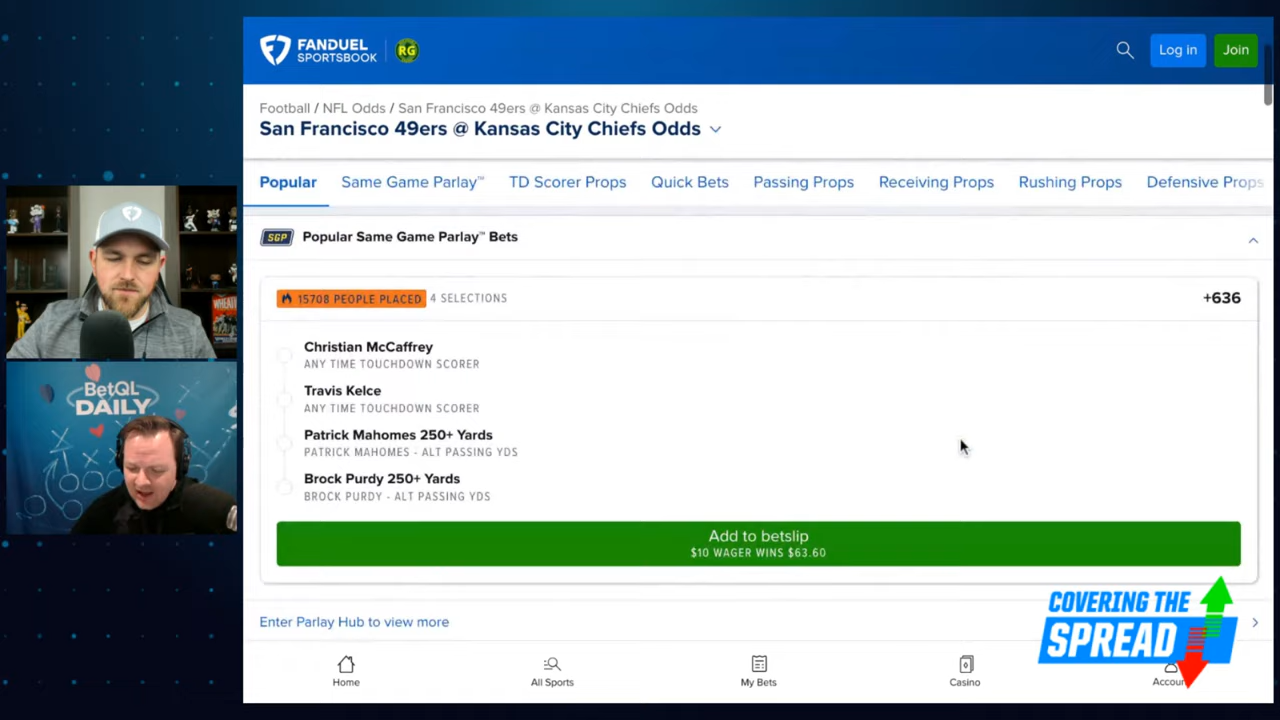 FANDUEL
SPORTSBOOK
RG
Log in
Join
Football / NFL Odds / San Francisco 49ers @ Kansas City Chiefs Odds
San Francisco 49ers @ Kansas City Chiefs Odds
Popular
Same Game Parlay™
TD Scorer Props
Quick Bets
Passing Props
Receiving Props
Rushing Props
Defensive Props
SGP
Popular Same Game Parlay™ Bets
15708 PEOPLE PLACED
4 SELECTIONS
+636
Christian McCaffrey
ANY TIME TOUCHDOWN SCORER
Travis Kelce
ANY TIME TOUCHDOWN SCORER
Patrick Mahomes 250+ Yards
PATRICK MAHOMES - ALT PASSING YDS
Brock Purdy 250+ Yards
BROCK PURDY - ALT PASSING YDS
Add to betslip
$10 WAGER WINS $63.60
Enter Parlay Hub to view more
Home
All Sports
My Bets
Casino
Accoun
COVERING THE
SPREAD
BetQL
DAILY
WHEATIES